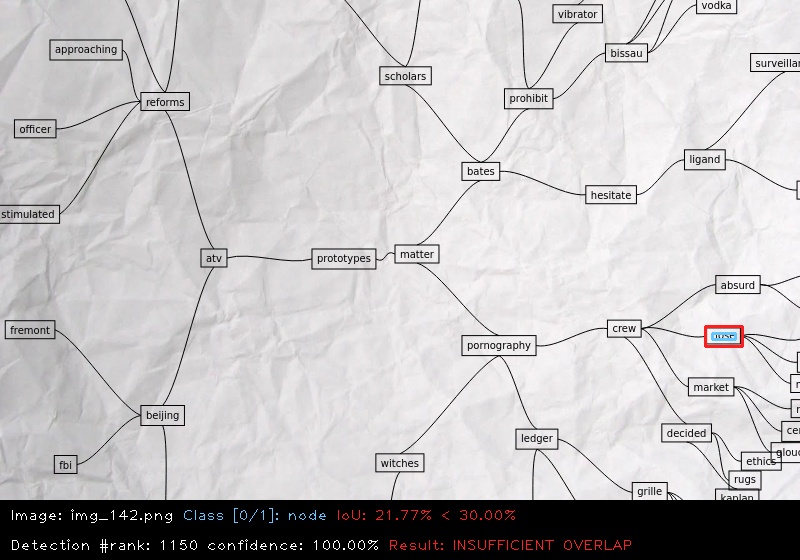 vodka
vibrator
approaching
bissau
scholars
prohibit
reforms
officer
ligand
bates
hesitate
stimulated
atv
prototypes
matter
absurd
fremont
crew
pornography
market
beijing
decided
ledger
ethics
fbi
witches
rugs
grille
kaplan
Image: img_142.png Class [0/1]: node IoU: 21.77% < 30.00%
Detection #rank: 1150 confidence: 100.00% Result: INSUFFICIENT OVERLAP